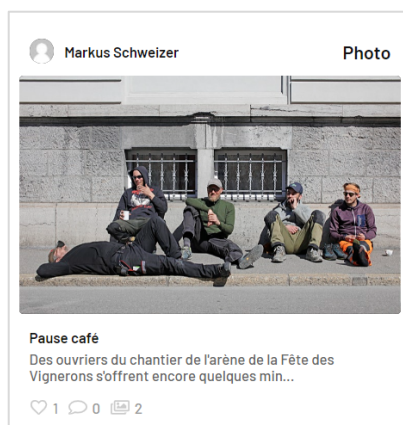 Markus Schweizer
Photo
Pause café
Des ouvriers du chantier de l'arène de la Fête des
Vignerons s'offrent encore quelques min...
1 0 2